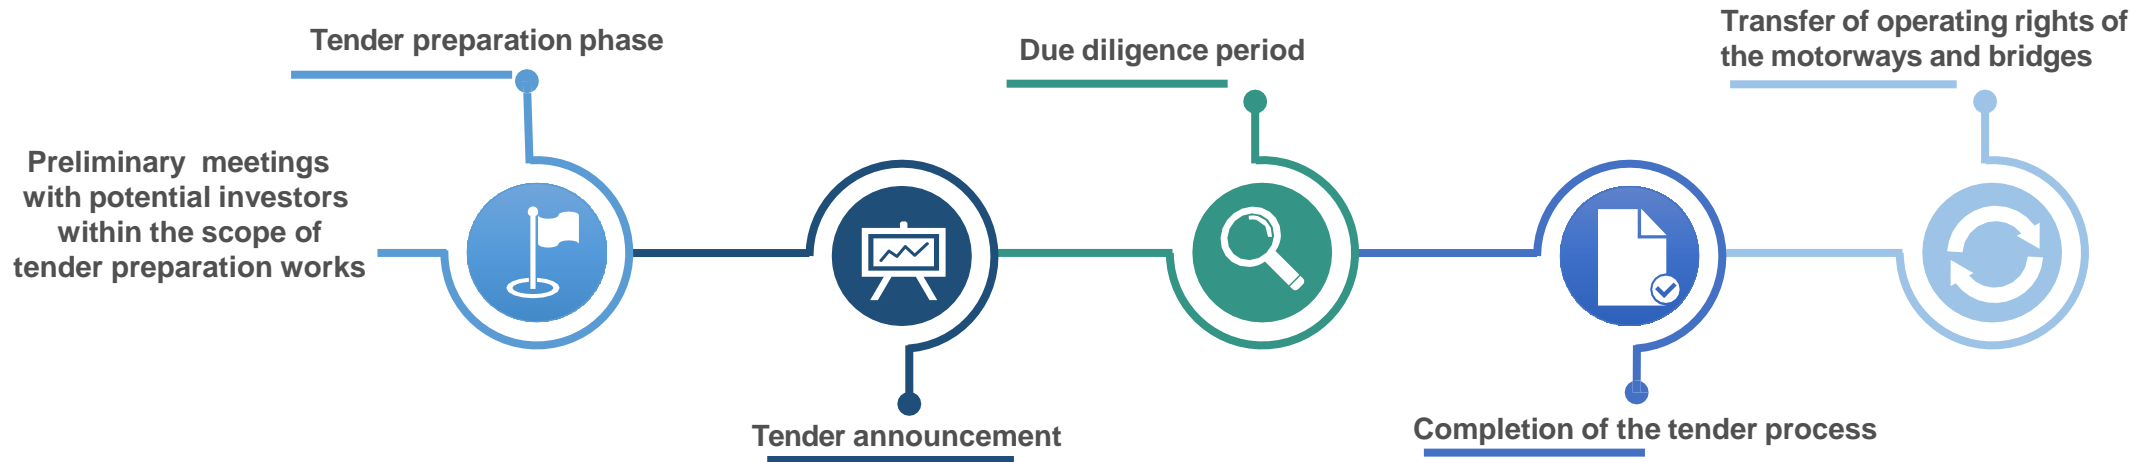 Preliminary meetings
with potential investors
within the scope of
tender preparation works
Tender preparation phase
Tender announcement
Due diligence period
Completion of the tender process
Transfer of operating rights of
the motorways and bridges